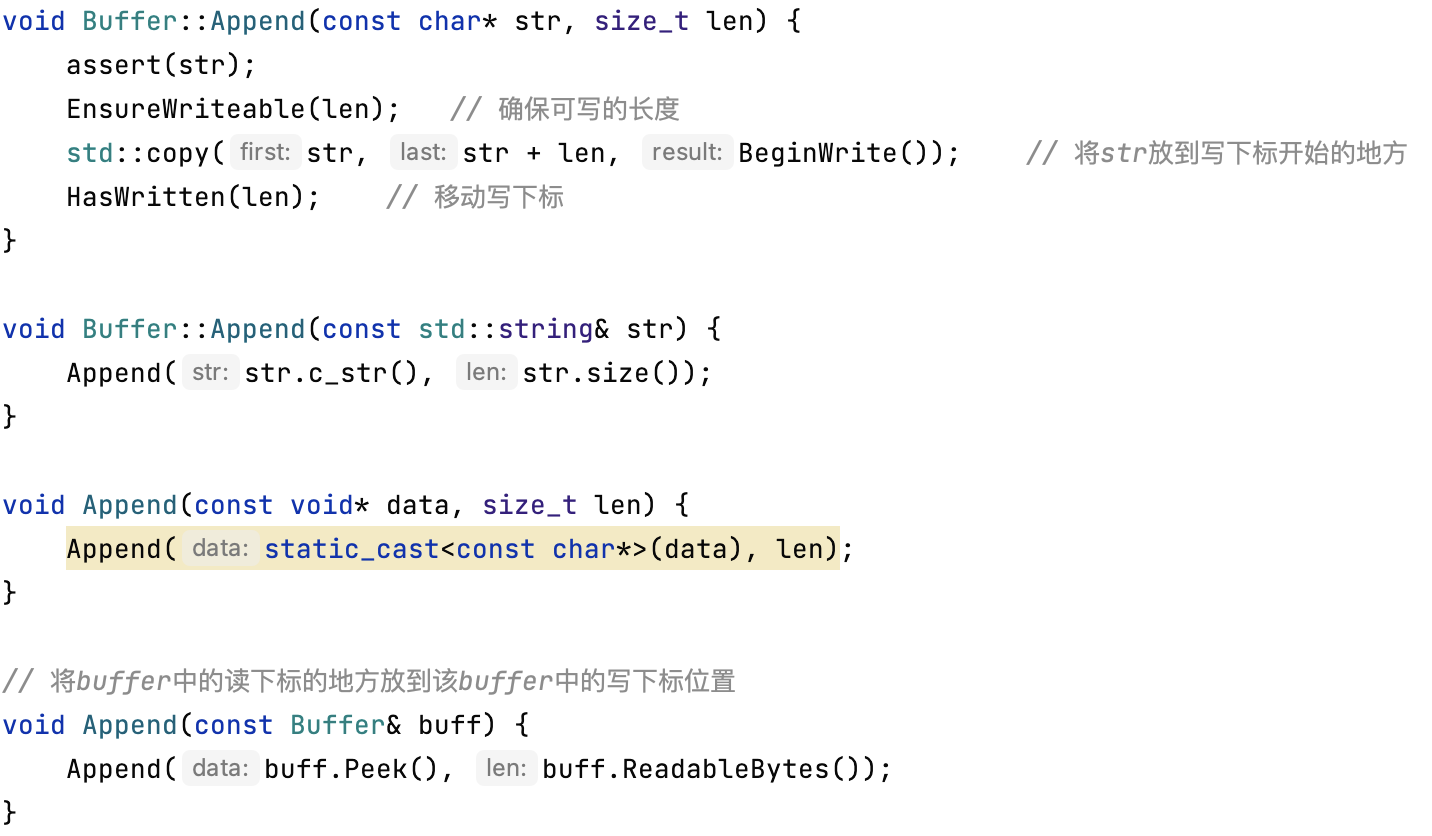 void Buffer::Append(const char* str, size_t len) {
    assert(str);
    EnsureWriteable(len);   // 确保可写的长度
    std::copy( first: str, last: str + len, result: BeginWrite());    // 将str放到写下标开始的地方
    HasWritten(len);    // 移动写下标
}
void Buffer::Append(const std::string& str) {
    Append( str: str.c_str(), len: str.size());
}
void Append(const void* data, size_t len) {
    Append( data: static_cast<const char*>(data), len);
}
// 将buffer中的读下标的地方放到该buffer中的写下标位置
void Append(const Buffer& buff) {
    Append( data: buff.Peek(), len: buff.ReadableBytes());
}